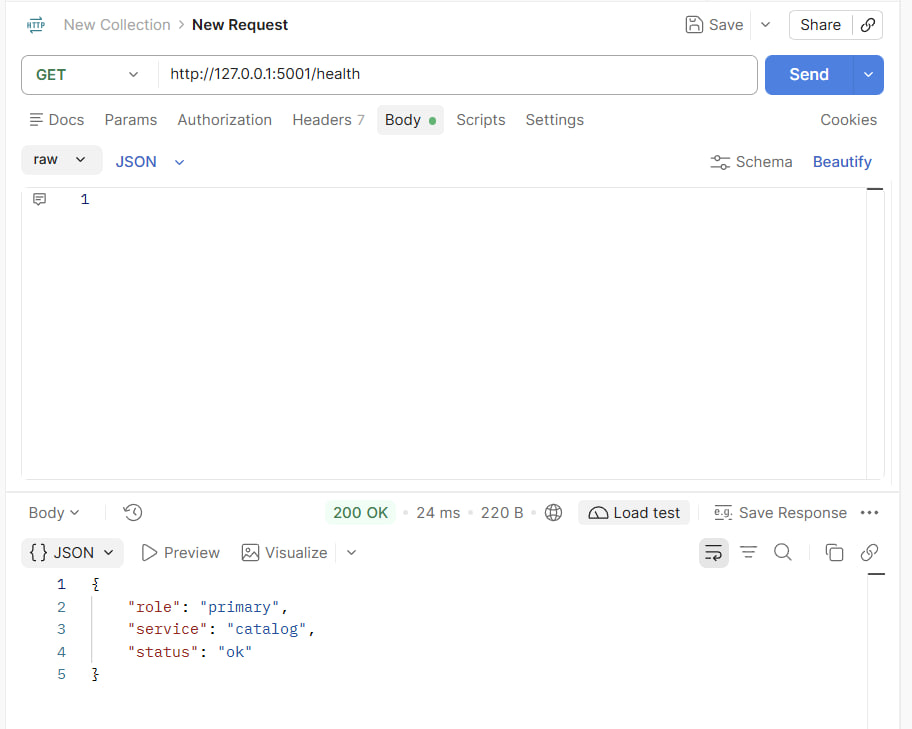 HTTP New Collection > New Request Save Share
GET http://127.0.0.1:5001/health Send
Docs Params Authorization Headers 7 Body Scripts Settings Cookies
raw JSON Schema Beautify
1
Body 200 OK 24 ms 220 B Load test e.g. Save Response
{} JSON Preview Visualize
1 {
2 "role": "primary",
3 "service": "catalog",
4 "status": "ok"
5 }